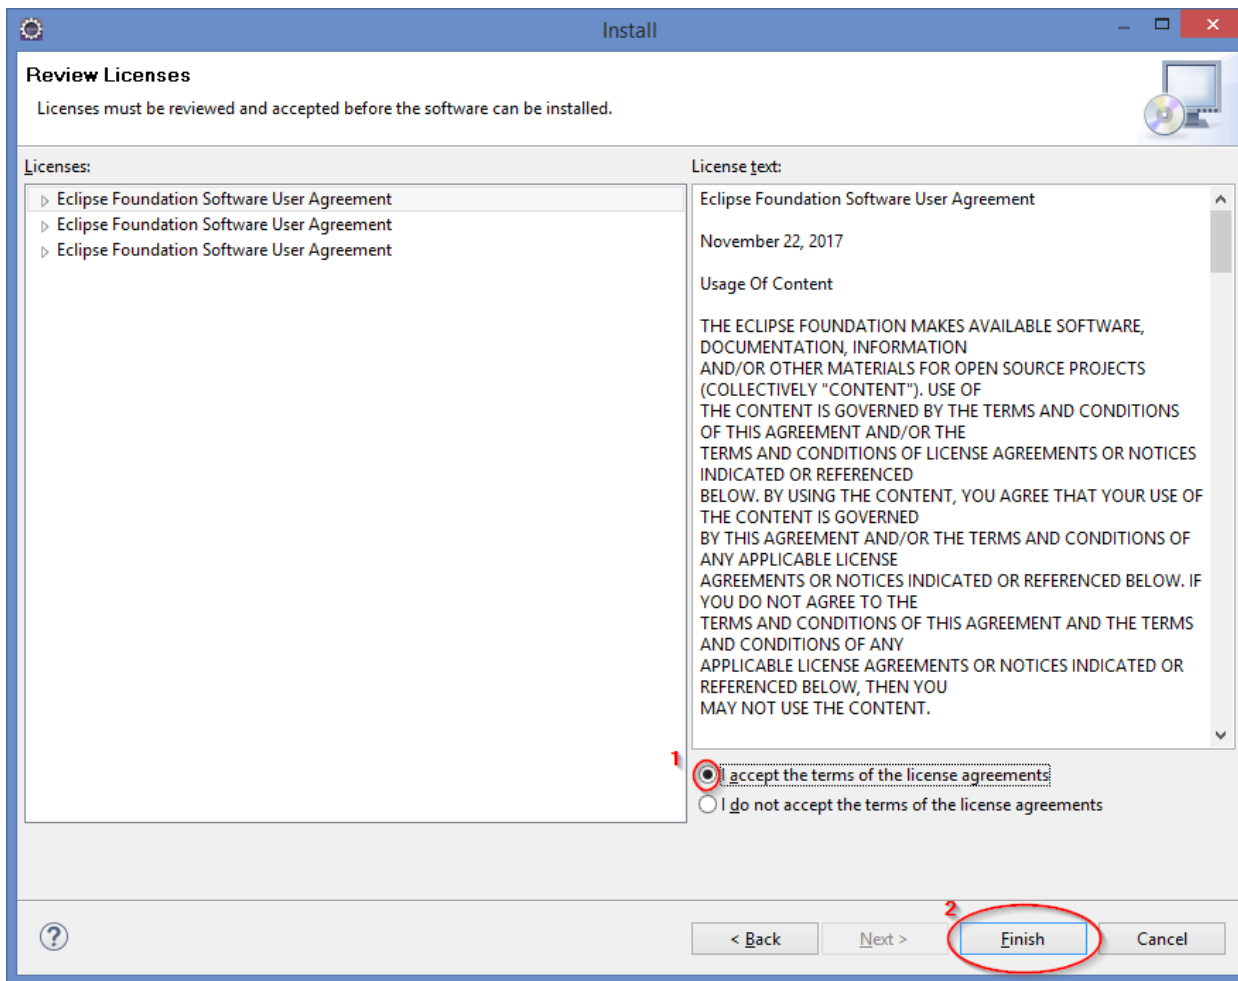 Install
Review Licenses
Licenses must be reviewed and accepted before the software can be installed.
Licenses:
Eclipse Foundation Software User Agreement
Eclipse Foundation Software User Agreement
Eclipse Foundation Software User Agreement
License text:
Eclipse Foundation Software User Agreement
November 22, 2017
Usage Of Content
THE ECLIPSE FOUNDATION MAKES AVAILABLE SOFTWARE,
DOCUMENTATION, INFORMATION
AND/OR OTHER MATERIALS FOR OPEN SOURCE PROJECTS
(COLLECTIVELY "CONTENT"). USE OF
THE CONTENT IS GOVERNED BY THE TERMS AND CONDITIONS
OF THIS AGREEMENT AND/OR THE
TERMS AND CONDITIONS OF LICENSE AGREEMENTS OR NOTICES
INDICATED OR REFERENCED
BELOW. BY USING THE CONTENT, YOU AGREE THAT YOUR USE OF
THE CONTENT IS GOVERNED
BY THIS AGREEMENT AND/OR THE TERMS AND CONDITIONS OF
ANY APPLICABLE LICENSE
AGREEMENTS OR NOTICES INDICATED OR REFERENCED BELOW. IF
YOU DO NOT AGREE TO THE
TERMS AND CONDITIONS OF THIS AGREEMENT AND THE TERMS
AND CONDITIONS OF ANY
APPLICABLE LICENSE AGREEMENTS OR NOTICES INDICATED OR
REFERENCED BELOW, THEN YOU
MAY NOT USE THE CONTENT.
1
I accept the terms of the license agreements
I do not accept the terms of the license agreements
2
?
< Back
Next >
Finish
Cancel